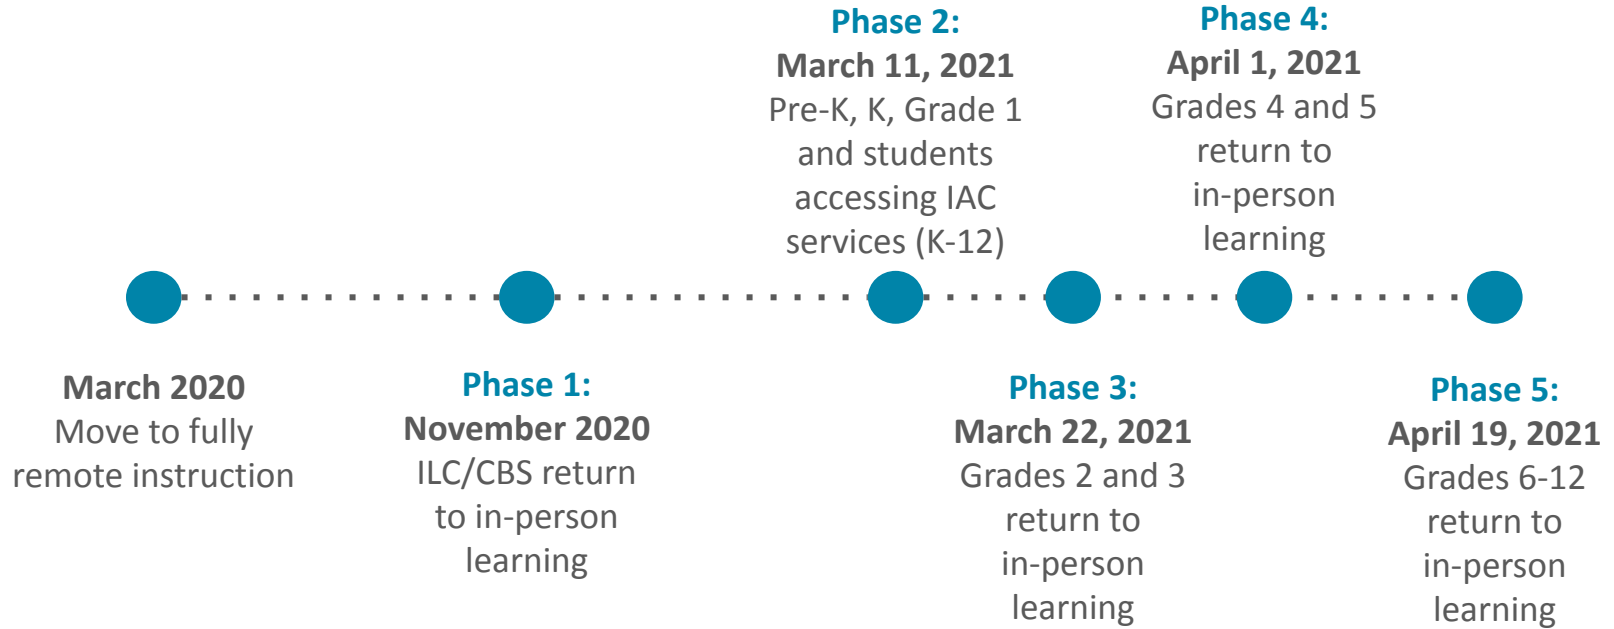 March 2020
Move to fully
remote instruction
Phase 1:
November 2020
ILC/CBS return
to in-person
learning
Phase 2:
March 11, 2021
Pre-K, K, Grade 1
and students
accessing IAC
services (K-12)
Phase 3:
March 22, 2021
Grades 2 and 3
return to
in-person
learning
Phase 4:
April 1, 2021
Grades 4 and 5
return to
in-person
learning
Phase 5:
April 19, 2021
Grades 6-12
return to
in-person
learning